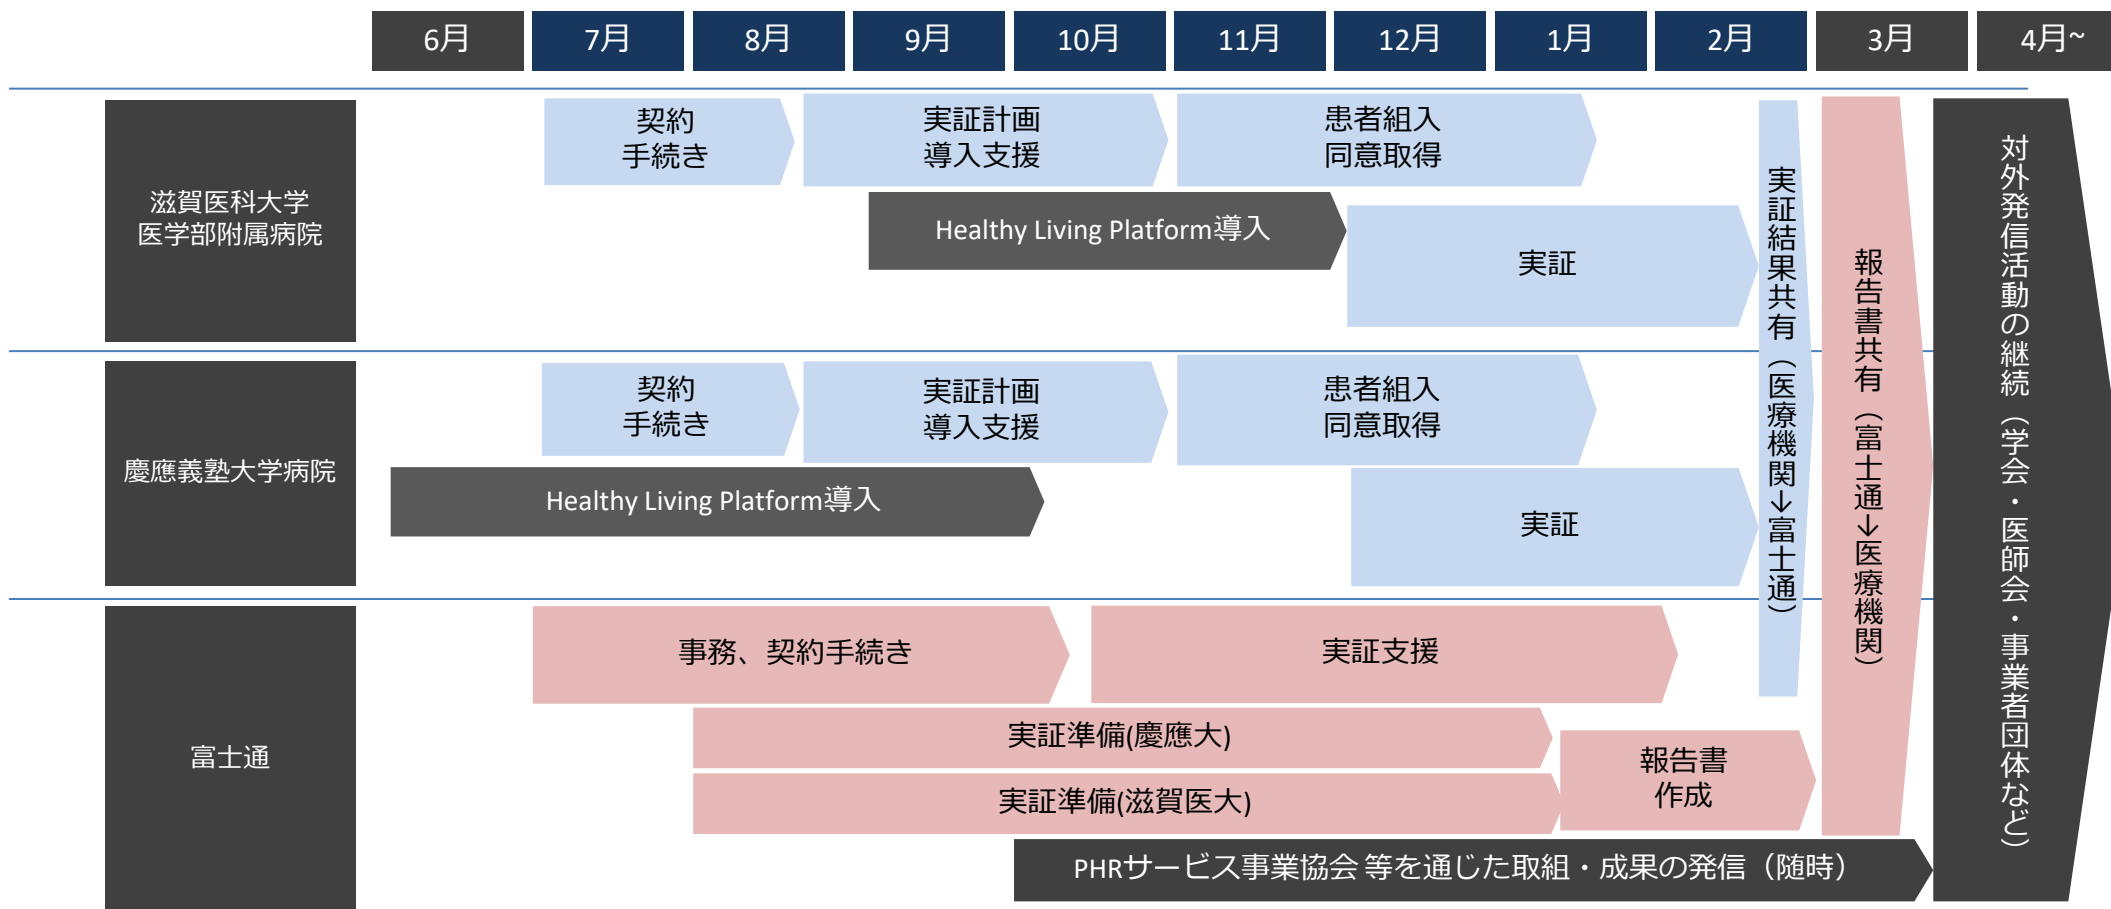 6月
7月
8月
9月
10月
11月
12月
1月
2月
3月
4月~
滋賀医科大学
医学部附属病院
契約
手続き
実証計画
導入支援
患者組入
同意取得
Healthy Living Platform導入
実証
慶應義塾大学病院
契約
手続き
実証計画
導入支援
患者組入
同意取得
Healthy Living Platform導入
実証
富士通
事務、契約手続き
実証支援
実証準備(慶應大)
実証準備(滋賀医大)
報告書
作成
PHRサービス事業協会 等を通じた取組・成果の発信（随時）
実証結果共有（医療機関→富士通）
報告書共有（富士通→医療機関）
対外発信活動の継続（学会・医師会・事業者団体など）